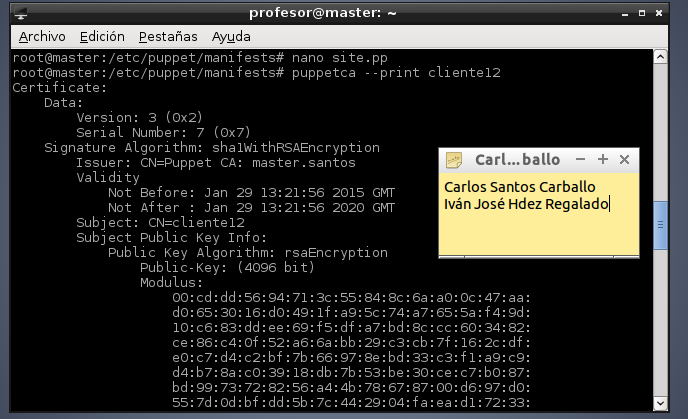 profesor@master: ~
Archivo Edición Pestañas Ayuda
root@master:/etc/puppet/manifests# nano site.pp
root@master:/etc/puppet/manifests# puppetca --print cliente12
Certificate:
Data:
Version: 3 (0x2)
Serial Number: 7 (0x7)
Signature Algorithm: sha1WithRSAEncryption
Issuer: CN=Puppet CA: master.santos
Validity
Not Before: Jan 29 13:21:56 2015 GMT
Not After : Jan 28 13:21:56 2020 GMT
Subject: CN=cliente12
Subject Public Key Info:
Public Key Algorithm: rsaEncryption
Public-Key: (4096 bit)
Modulus:
00:cd:dd:56:94:71:3c:55:84:8c:6a:a0:0c:47:aa:
d0:65:30:16:d0:49:1f:a9:5c:74:a7:65:5a:f4:9d:
10:c6:83:dd:ee:69:f5:df:a7:bd:8c:cc:60:34:82:
ce:86:c4:0f:52:a6:6a:bb:29:c3:cb:7f:16:2c:df:
e0:c7:d4:c2:bf:7b:66:97:8e:bd:33:c3:f1:a9:c9:
d4:b7:8a:c0:39:18:db:7b:53:be:30:ce:c7:b0:87:
bd:99:73:72:82:56:a4:4b:78:67:87:00:d6:97:d0:
55:7d:0d:bf:dd:5b:7c:44:29:04:fa:ea:d1:72:33:
Carl...ballo
Carlos Santos Carballo
Iván José Hdez Regalado